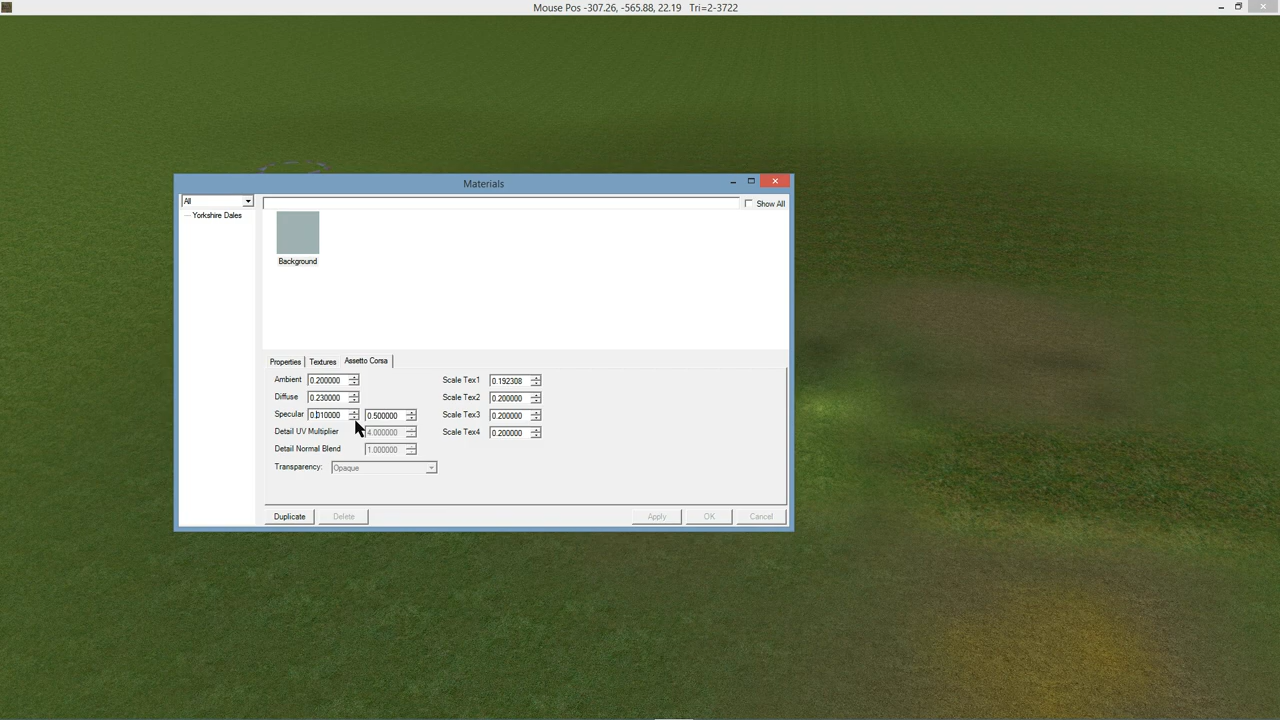 Mouse Pos -307.26, -565.88, 22.19 Tri=2-3722
Materials
All
Show All
Yorkshire Dales
Background
Properties Textures Assetto Corsa
Ambient 0.200000 Scale Tex1 0.192308
Diffuse 0.230000 Scale Tex2 0.200000
Specular 0.010000 0.500000 Scale Tex3 0.200000
Detail UV Multiplier 4.000000 Scale Tex4 0.200000
Detail Normal Blend 1.000000
Transparency: Opaque
Duplicate Delete Apply OK Cancel